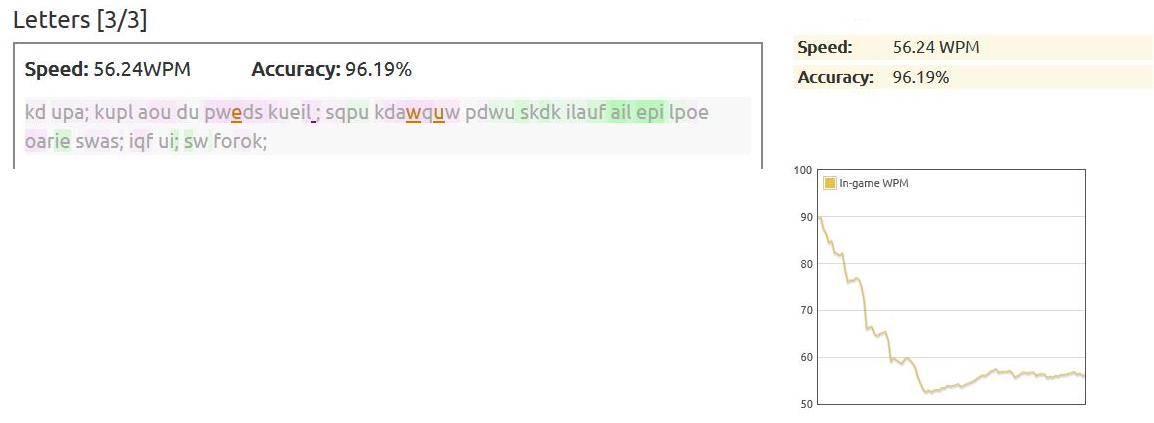 Letters [3/3]
Speed: 56.24WPM Accuracy: 96.19%
kd upa; kupl aou du pweds kueil ; sqpu kdawquw pdwu skdk ilauf ail epi lpoe
oarie swas; iqf ui; sw forok;
Speed: 56.24 WPM
Accuracy: 96.19%
100
In-game WPM
90
80
70
60
50